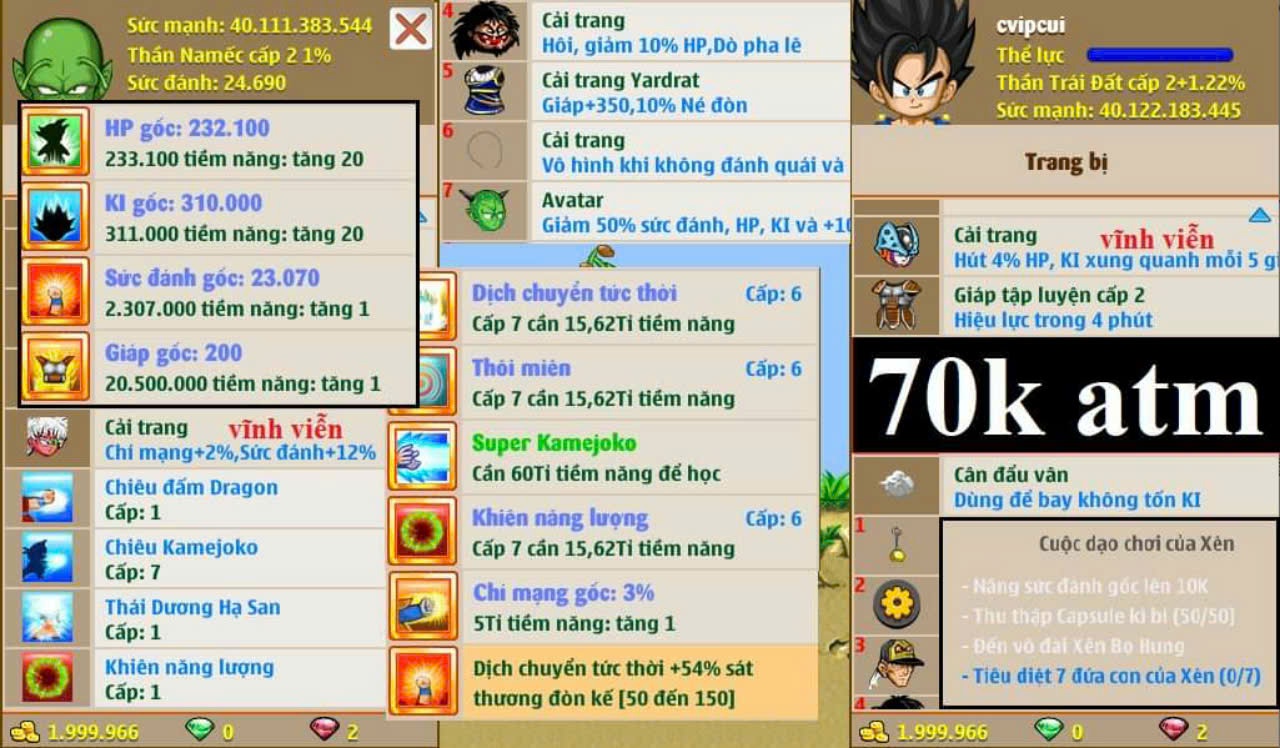 Sức mạnh: 40.111.383.544
Thần Namếc cấp 2 1%
Sức đánh: 24.690
HP gốc: 232.100
233.100 tiềm năng: tăng 20
KI gốc: 310.000
311.000 tiềm năng: tăng 20
Sức đánh gốc: 23.070
2.307.000 tiềm năng: tăng 1
Giáp gốc: 200
20.500.000 tiềm năng: tăng 1
Cải trang vĩnh viễn
Chí mạng+2%,Sức đánh+12%
Chiêu đấm Dragon
Cấp: 1
Chiêu Kamejoko
Cấp: 7
Thái Dương Hạ San
Cấp: 1
Khiên năng lượng
Cấp: 1
1.999.966 0 2
4
Cải trang
Hôi, giảm 10% HP,Dò pha lê
5
Cải trang Yardrat
Giáp+350,10% Né đòn
6
Cải trang
Vô hình khi không đánh quái và
7
Avatar
Giảm 50% sức đánh, HP, KI và +10
Dịch chuyển tức thời Cấp: 6
Cấp 7 cần 15,62Tỉ tiềm năng
Thôi miên Cấp: 6
Cấp 7 cần 15,62Tỉ tiềm năng
Super Kamejoko
Cần 60Tỉ tiềm năng để học
Khiên năng lượng Cấp: 6
Cấp 7 cần 15,62Tỉ tiềm năng
Chí mạng gốc: 3%
5Tỉ tiềm năng: tăng 1
Dịch chuyển tức thời +54% sát
thương đòn kế [50 đến 150]
cvipcui
Thể lực
Thần Trái Đất cấp 2+1.22%
Sức mạnh: 40.122.183.445
Trang bị
Cải trang vĩnh viễn
Hút 4% HP, KI xung quanh mỗi 5 gi
Giáp tập luyện cấp 2
Hiệu lực trong 4 phút
70k atm
Cân đẩu vân
Dùng để bay không tốn KI
1
2
3
4
Cuộc dạo chơi của Xên
- Nâng sức đánh gốc lên 10K
- Thu thập Capsule kì bí (50/50)
- Đến võ đài Xên Bọ Hung
- Tiêu diệt 7 đứa con của Xên (0/7)
1.999.966 0 2